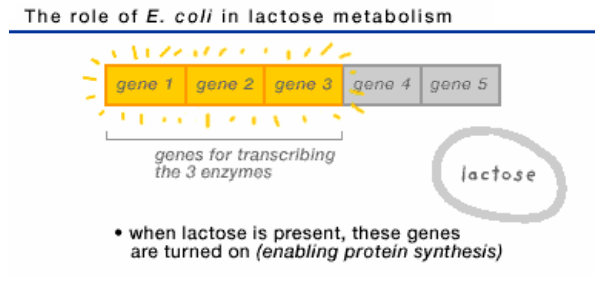 The role of E. coli in lactose metabolism
gene 1 gene 2 gene 3 gene 4 gene 5
genes for transcribing
the 3 enzymes
lactose
• when lactose is present, these genes
are turned on (enabling protein synthesis)